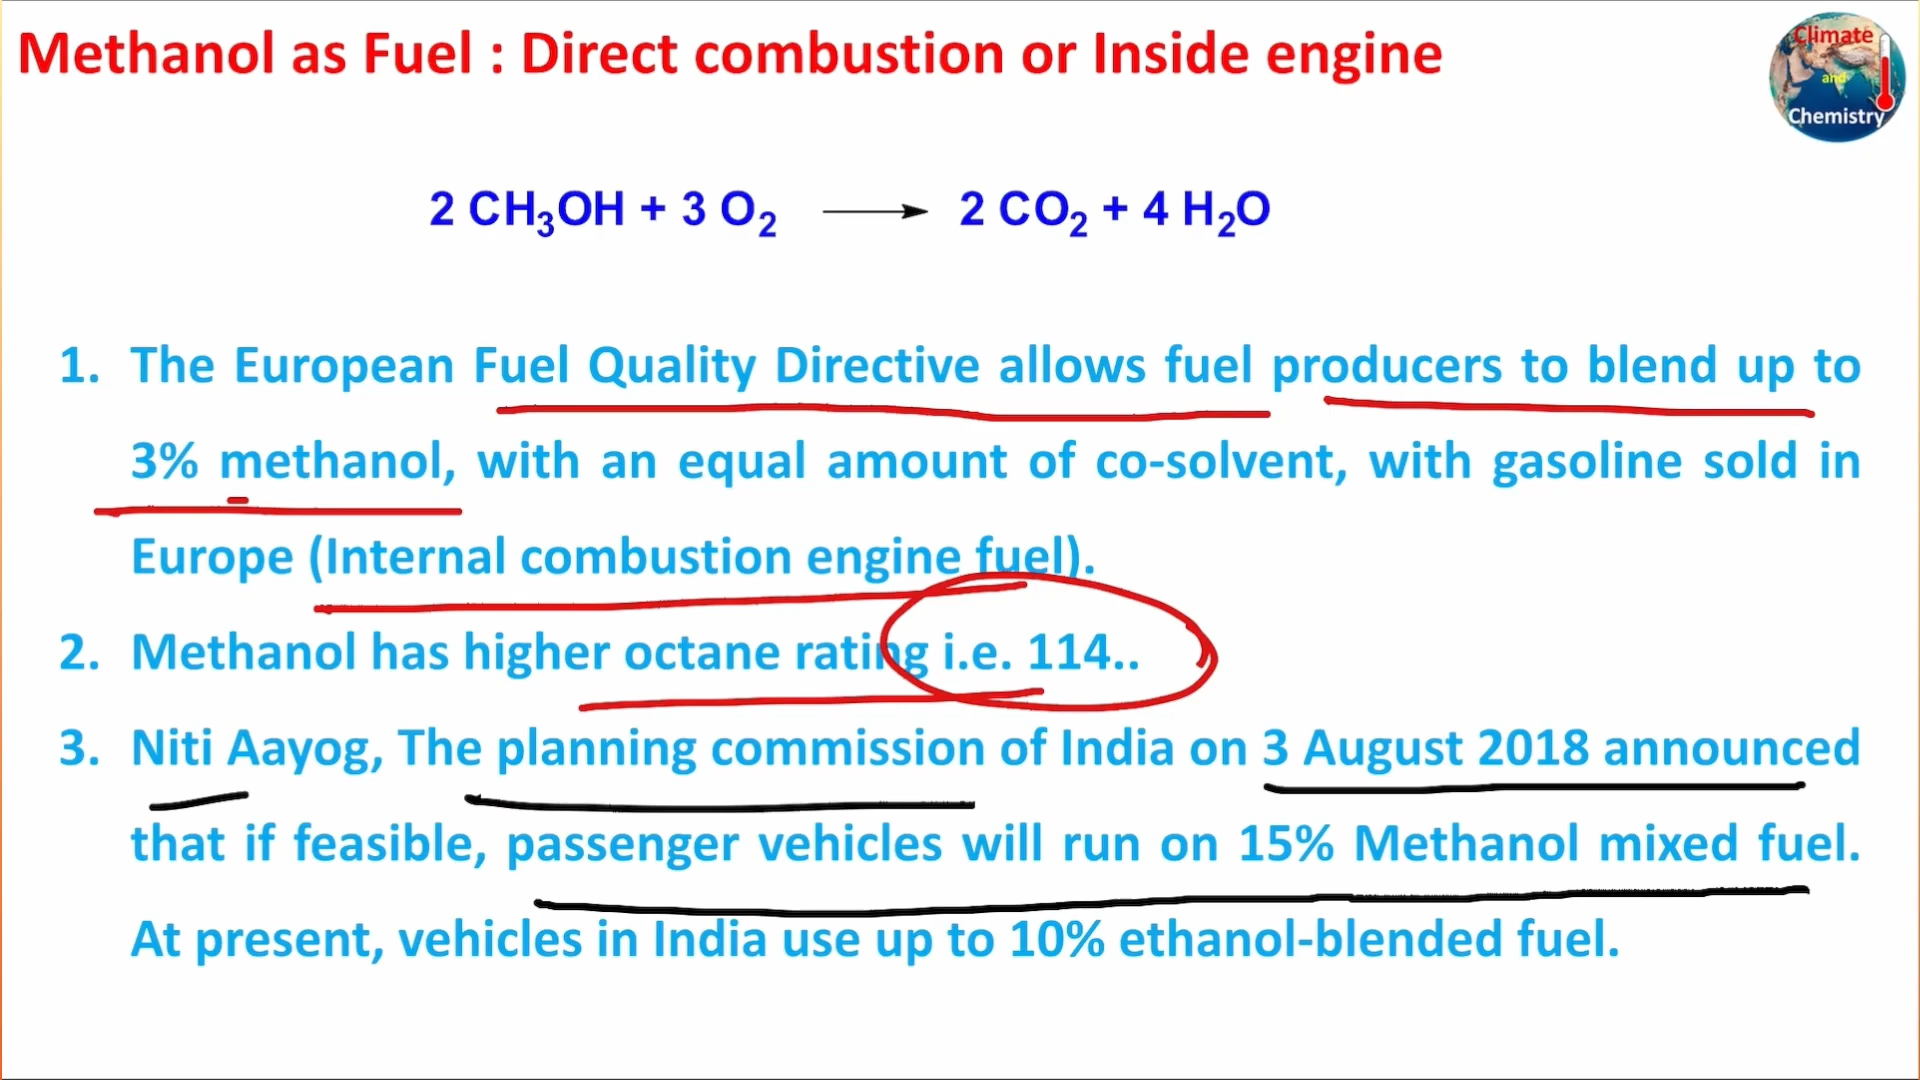 Methanol as Fuel : Direct combustion or Inside engine
Climate
and
Chemistry
2 CH₃OH + 3 O₂ ⟶ 2 CO₂ + 4 H₂O
1. The European Fuel Quality Directive allows fuel producers to blend up to
3% methanol, with an equal amount of co-solvent, with gasoline sold in
Europe (Internal combustion engine fuel).
2. Methanol has higher octane rating i.e. 114..
3. Niti Aayog, The planning commission of India on 3 August 2018 announced
that if feasible, passenger vehicles will run on 15% Methanol mixed fuel.
At present, vehicles in India use up to 10% ethanol-blended fuel.